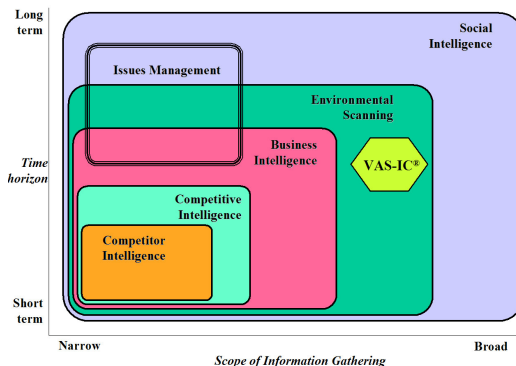 Long
term
Social
Intelligence
Issues Management
Environmental
Scanning
Business
Intelligence
VAS-IC®
Time
horizon
Competitive
Intelligence
Competitor
Intelligence
Short
term
Narrow
Broad
Scope of Information Gathering